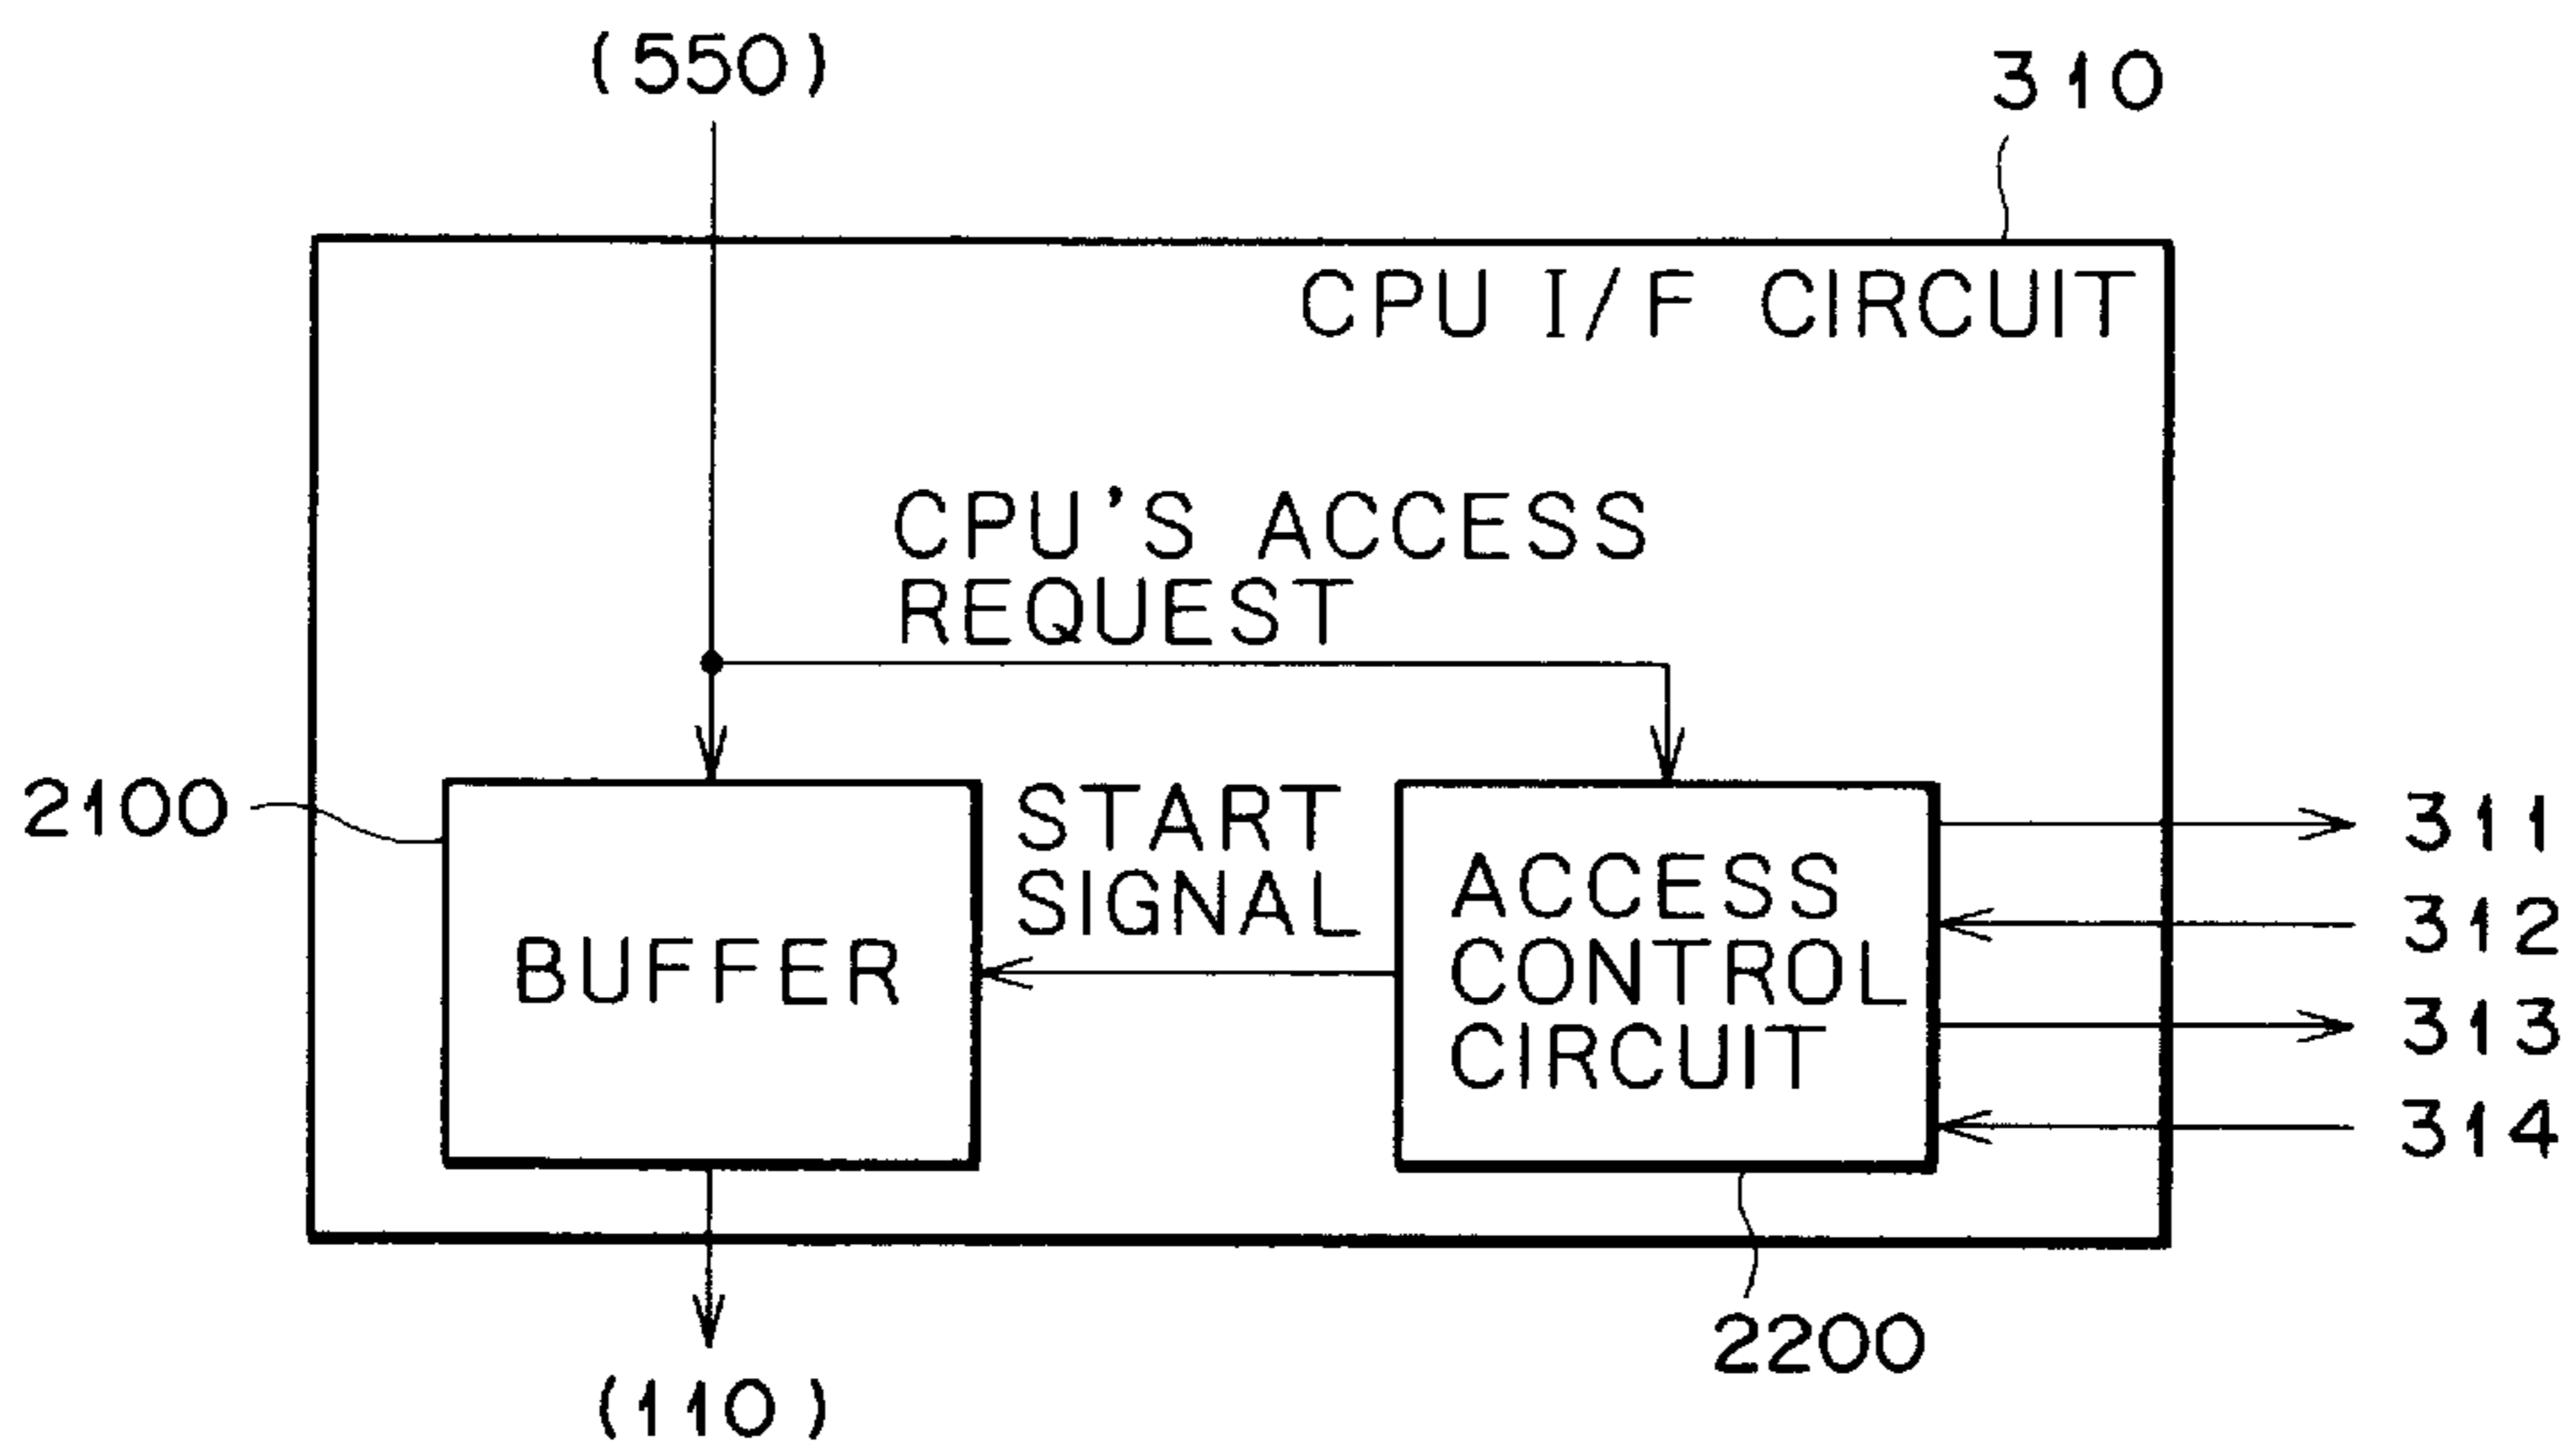 (550)
310
CPU I/F CIRCUIT
CPU'S ACCESS
REQUEST
2100
START
SIGNAL
BUFFER
ACCESS
CONTROL
CIRCUIT
311
312
313
314
2200
(110)